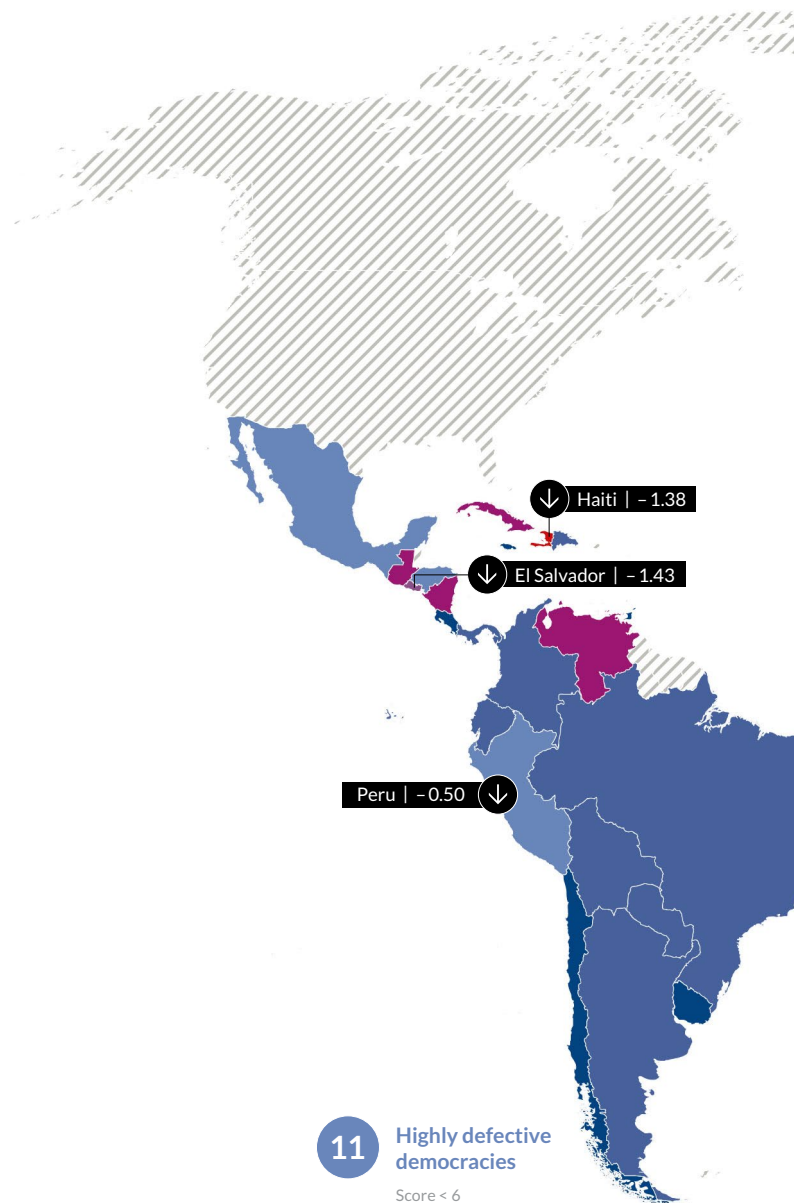 Haiti | – 1.38
El Salvador | – 1.43
Peru | – 0.50
11
Highly defective
democracies
Score < 6